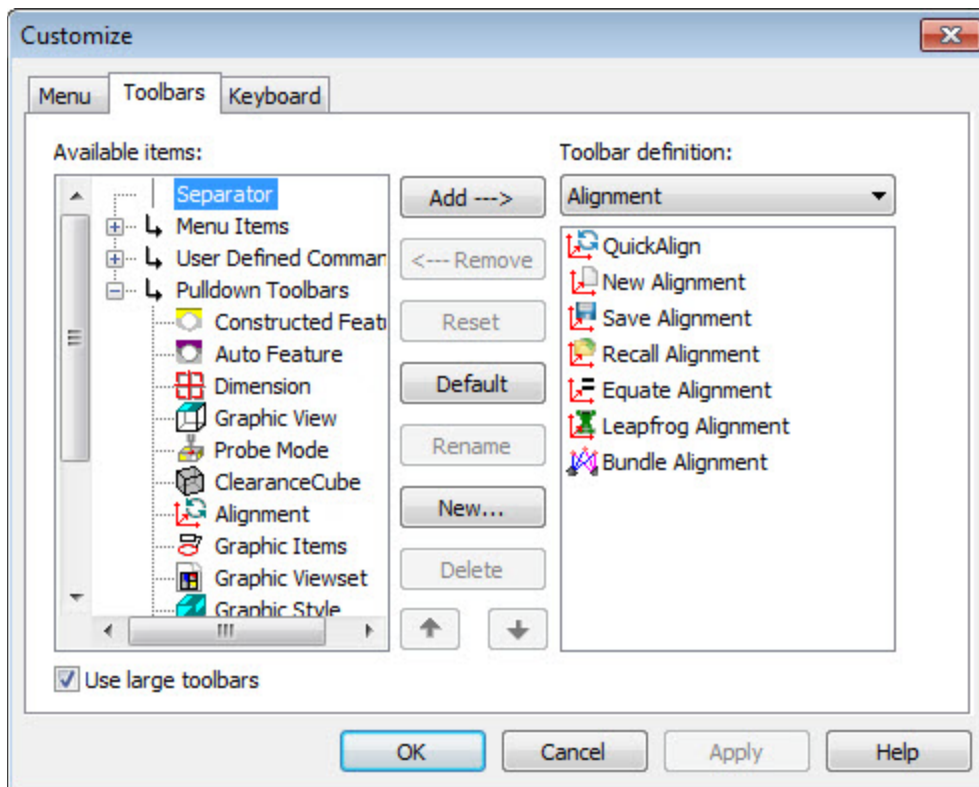 Customize
Menu
Toolbars
Keyboard
Available items:
Separator
Menu Items
User Defined Comman
Pulldown Toolbars
Constructed Featu
Auto Feature
Dimension
Graphic View
Probe Mode
ClearanceCube
Alignment
Graphic Items
Graphic Viewset
Graphic Style
Add --->
<--- Remove
Reset
Default
Rename
New...
Delete
Toolbar definition:
Alignment
QuickAlign
New Alignment
Save Alignment
Recall Alignment
Equate Alignment
Leapfrog Alignment
Bundle Alignment
Use large toolbars
OK
Cancel
Apply
Help